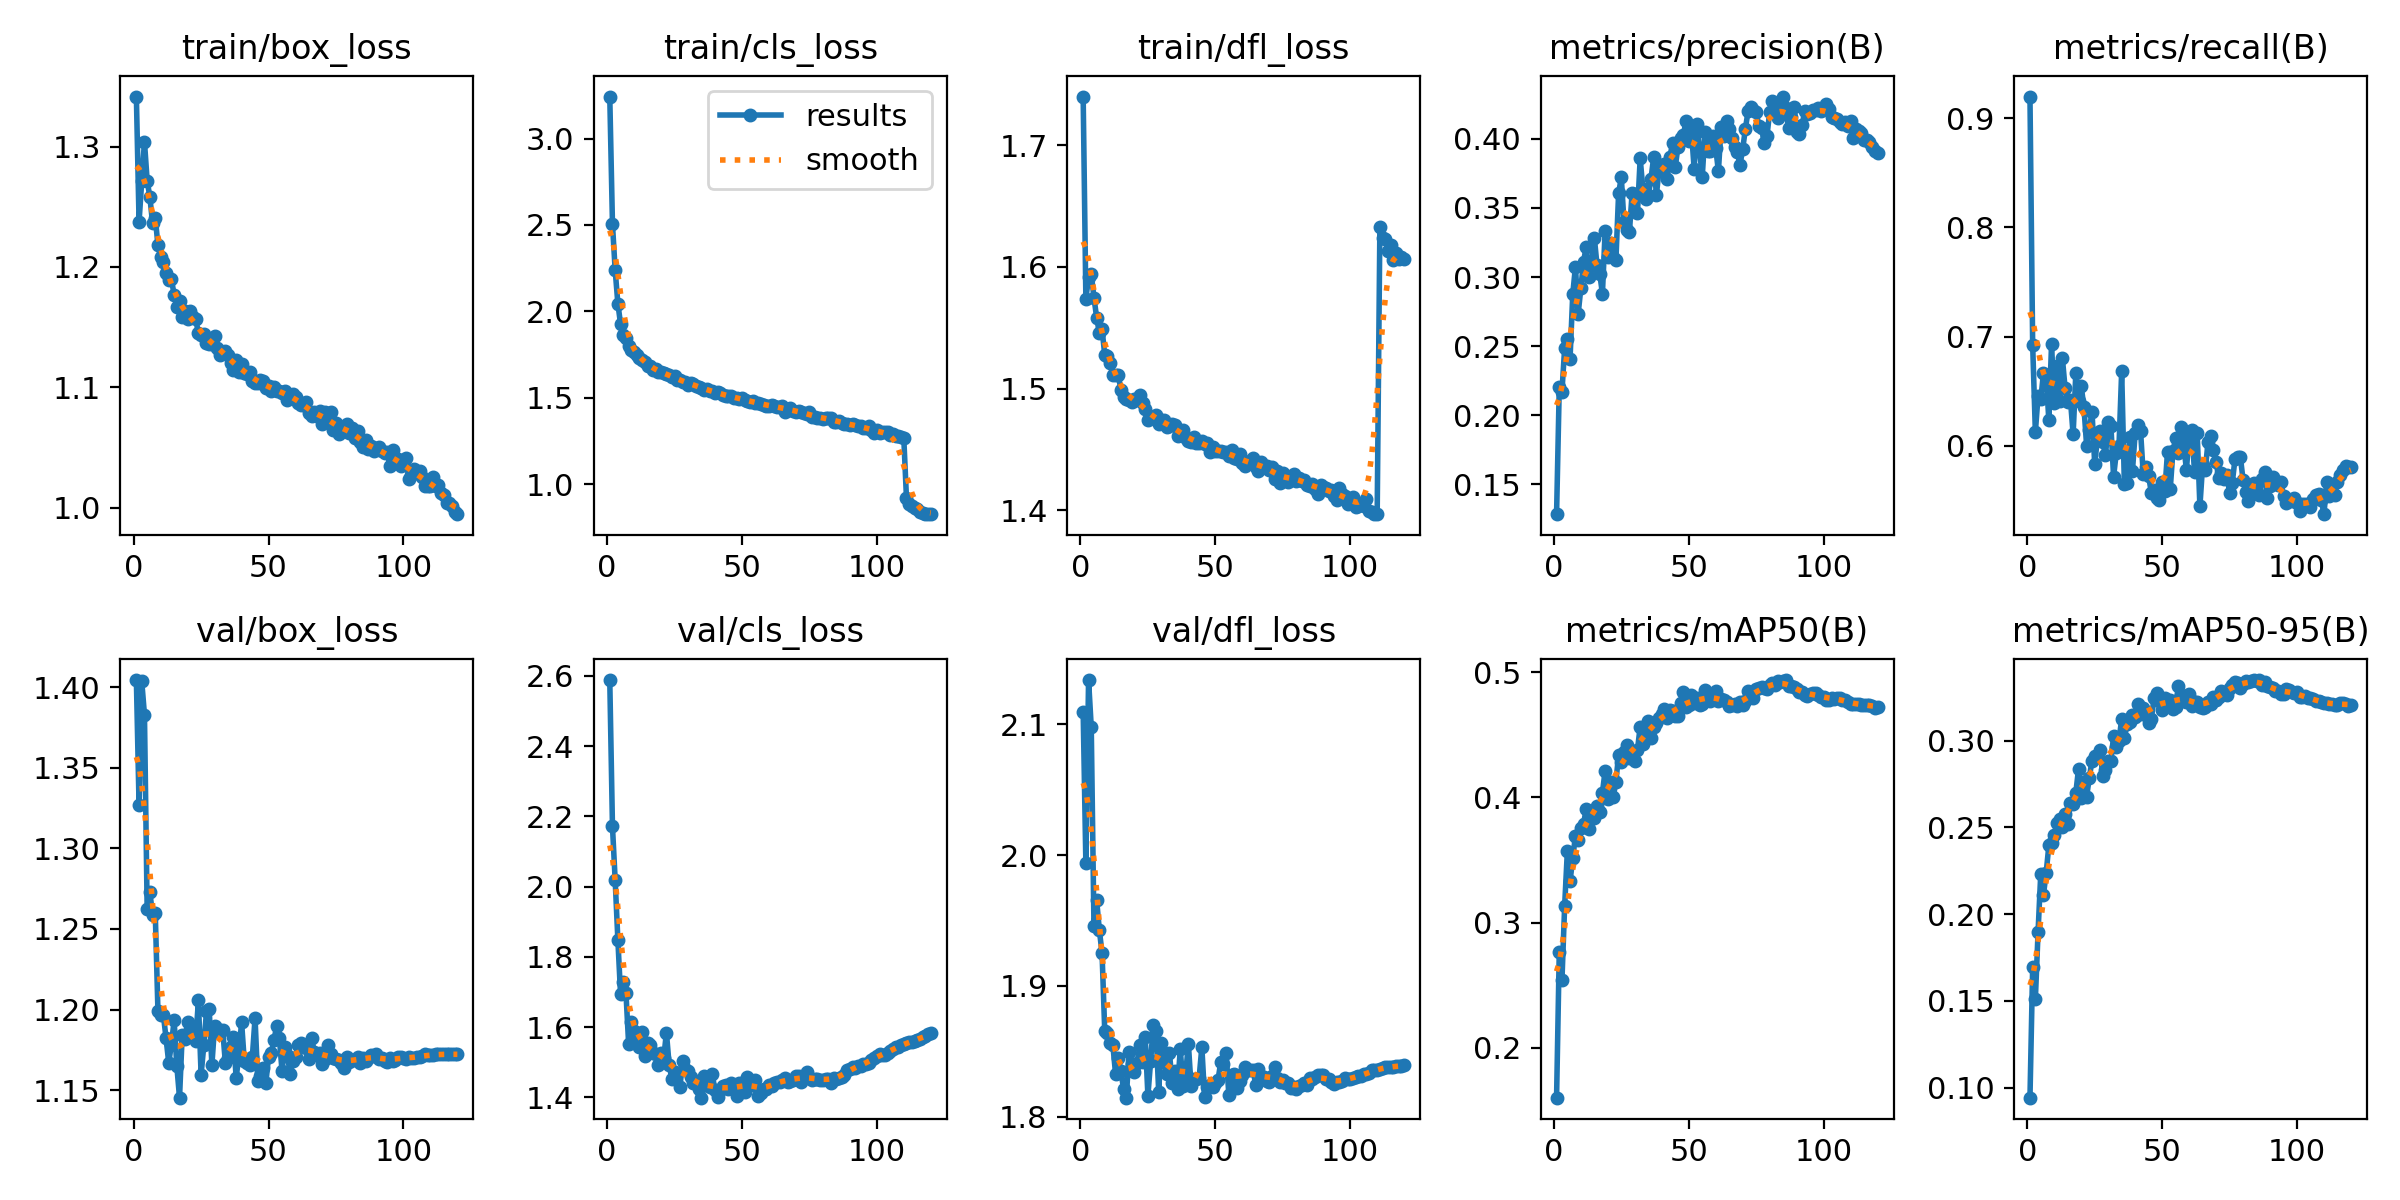 train/box_loss
train/cls_loss
train/dfl_loss
metrics/precision(B)
metrics/recall(B)
1.3
1.2
1.1
1.0
0 50 100
results
smooth
3.0
2.5
2.0
1.5
1.0
0 50 100
1.7
1.6
1.5
1.4
0 50 100
0.40
0.35
0.30
0.25
0.20
0.15
0 50 100
0.9
0.8
0.7
0.6
0 50 100
val/box_loss
val/cls_loss
val/dfl_loss
metrics/mAP50(B)
metrics/mAP50-95(B)
1.40
1.35
1.30
1.25
1.20
1.15
0 50 100
2.6
2.4
2.2
2.0
1.8
1.6
1.4
0 50 100
2.1
2.0
1.9
1.8
0 50 100
0.5
0.4
0.3
0.2
0 50 100
0.30
0.25
0.20
0.15
0.10
0 50 100